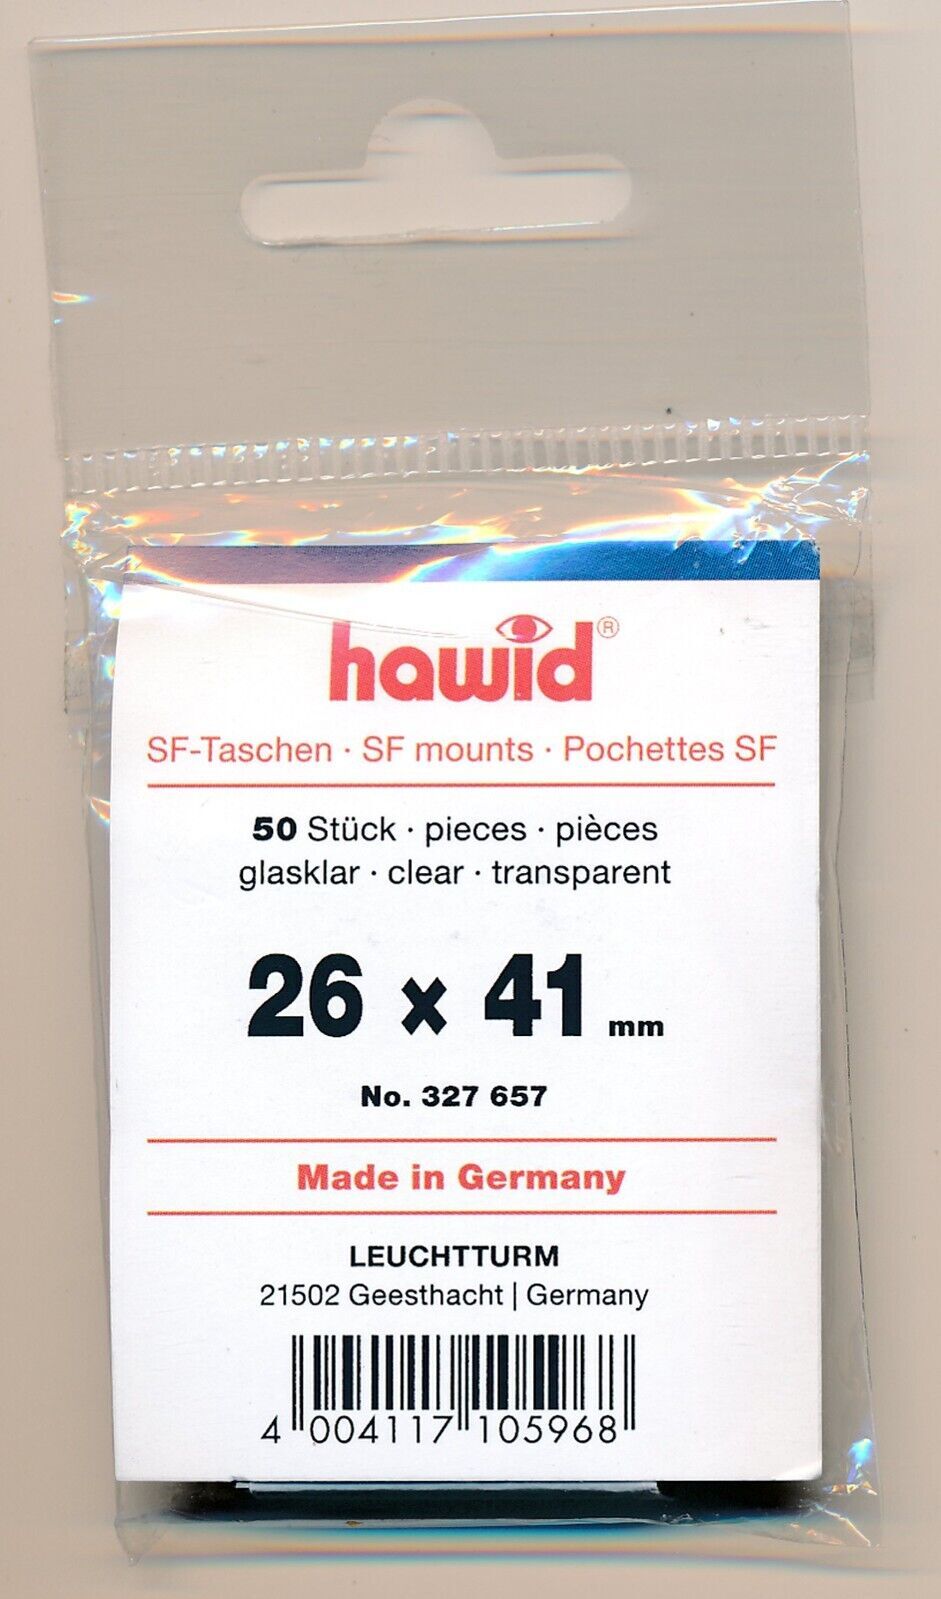 hawid®
SF-Taschen · SF mounts · Pochettes SF
50 Stück · pieces · pièces
glasklar · clear · transparent
26 × 41 mm
No. 327 657
Made in Germany
LEUCHTTURM
21502 Geesthacht | Germany
4 004117 105968